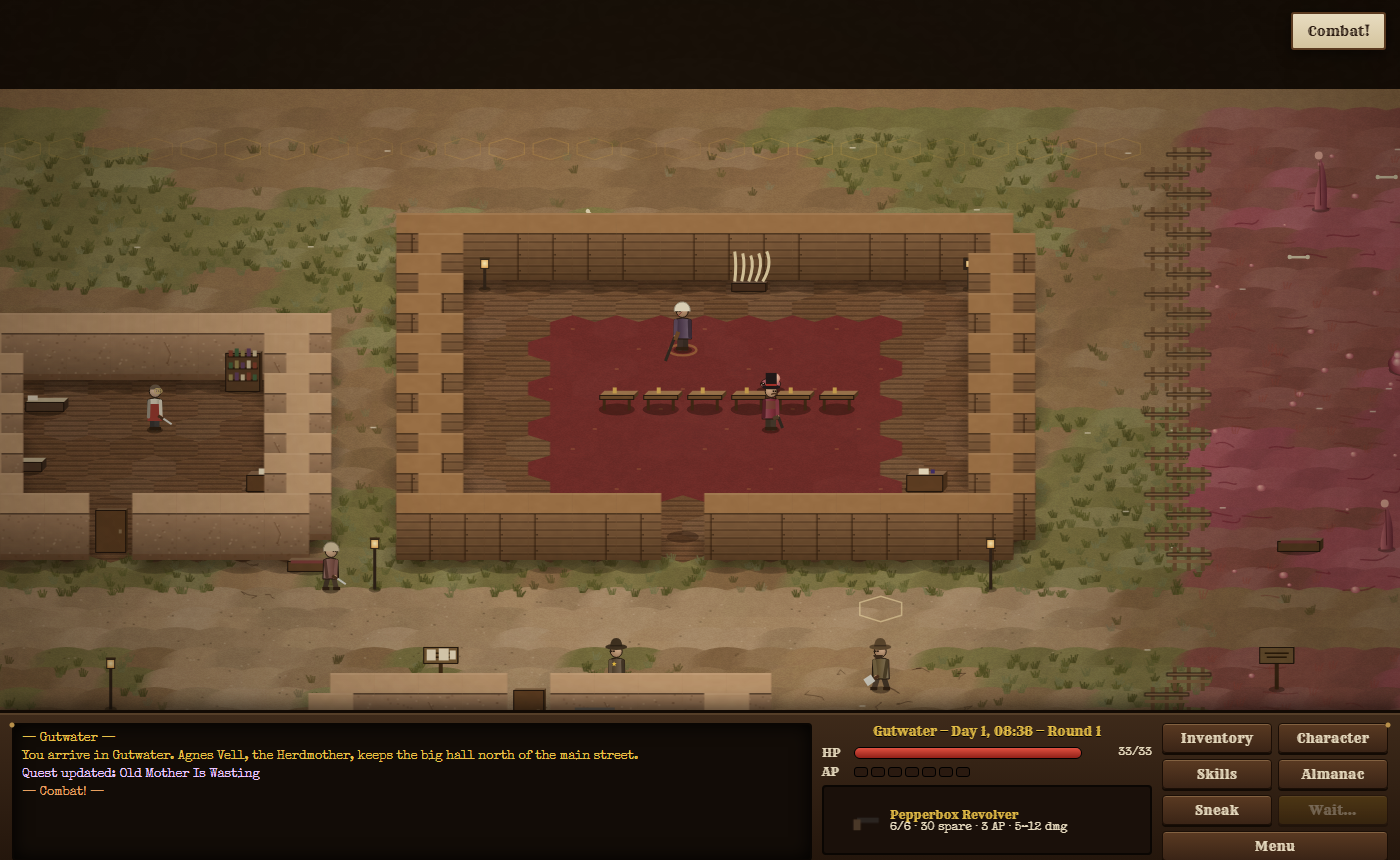 Combat!
— Gutwater —
You arrive in Gutwater. Agnes Vell, the Herdmother, keeps the big hall north of the main street.
Quest updated: Old Mother Is Wasting
— Combat! —
Gutwater – Day 1, 08:38 – Round 1
HP 33/33
AP
Pepperbox Revolver
6/6 · 30 spare · 3 AP · 5–12 dmg
Inventory Character
Skills Almanac
Sneak Wait...
Menu